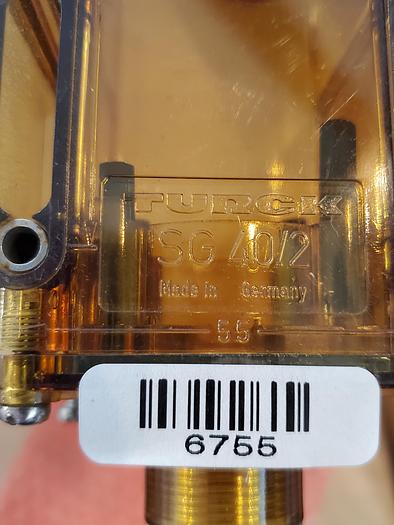 TURCK
SG 40/2
Made in Germany
55
6755